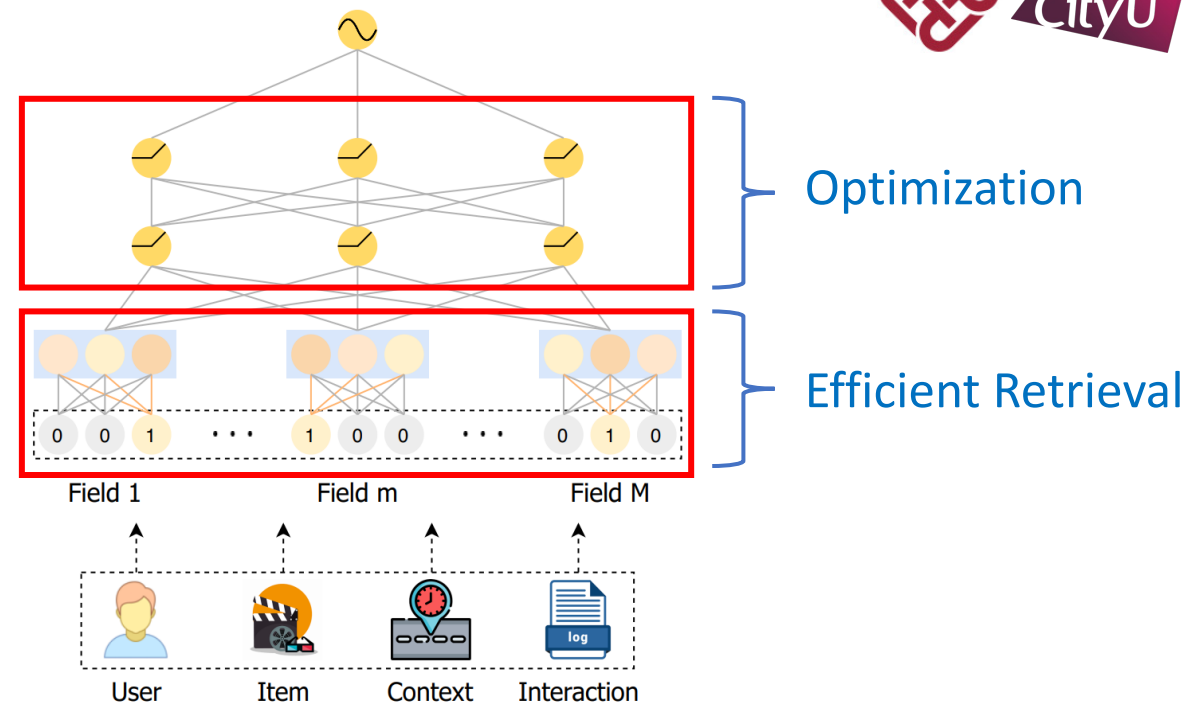 CityU
Optimization
Efficient Retrieval
0 0 1 · · · 1 0 0 · · · 0 1 0
Field 1 Field m Field M
log
User Item Context Interaction